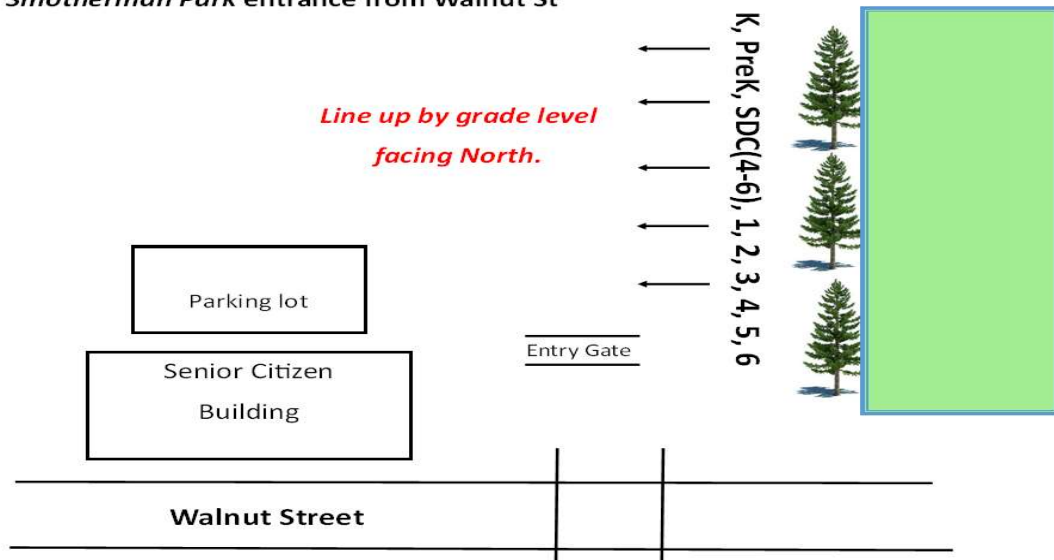 Smotherman Park entrance from Walnut St
K, PreK, SDC(4-6), 1, 2, 3, 4, 5, 6
Line up by grade level
facing North.
Parking lot
Entry Gate
Senior Citizen
Building
Walnut Street